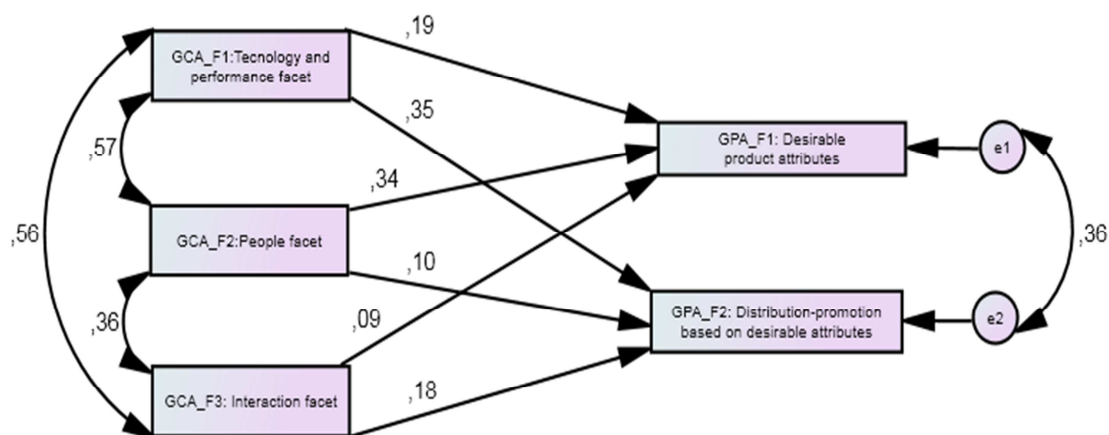 ,19
GCA_F1:Tecnology and
performance facet
,35
GPA_F1: Desirable
product attributes
e1
,57
,34
,56
GCA_F2:People facet
,36
,10
GPA_F2: Distribution-promotion
based on desirable attributes
e2
,36
,09
GCA_F3: Interaction facet
,18